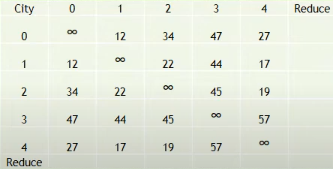 City 0 1 2 3 4 Reduce
0 ∞ 12 34 47 27
1 12 ∞ 22 44 17
2 34 22 ∞ 45 19
3 47 44 45 ∞ 57
4 27 17 19 57 ∞
Reduce